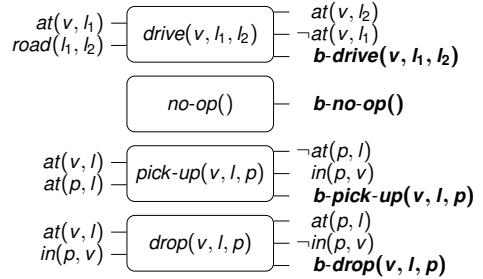 at(v, l₁)
road(l₁, l₂)
drive(v, l₁, l₂)
at(v, l₂)
¬at(v, l₁)
b-drive(v, l₁, l₂)
no-op()
b-no-op()
at(v, l)
at(p, l)
pick-up(v, l, p)
¬at(p, l)
in(p, v)
b-pick-up(v, l, p)
at(v, l)
in(p, v)
drop(v, l, p)
at(p, l)
¬in(p, v)
b-drop(v, l, p)